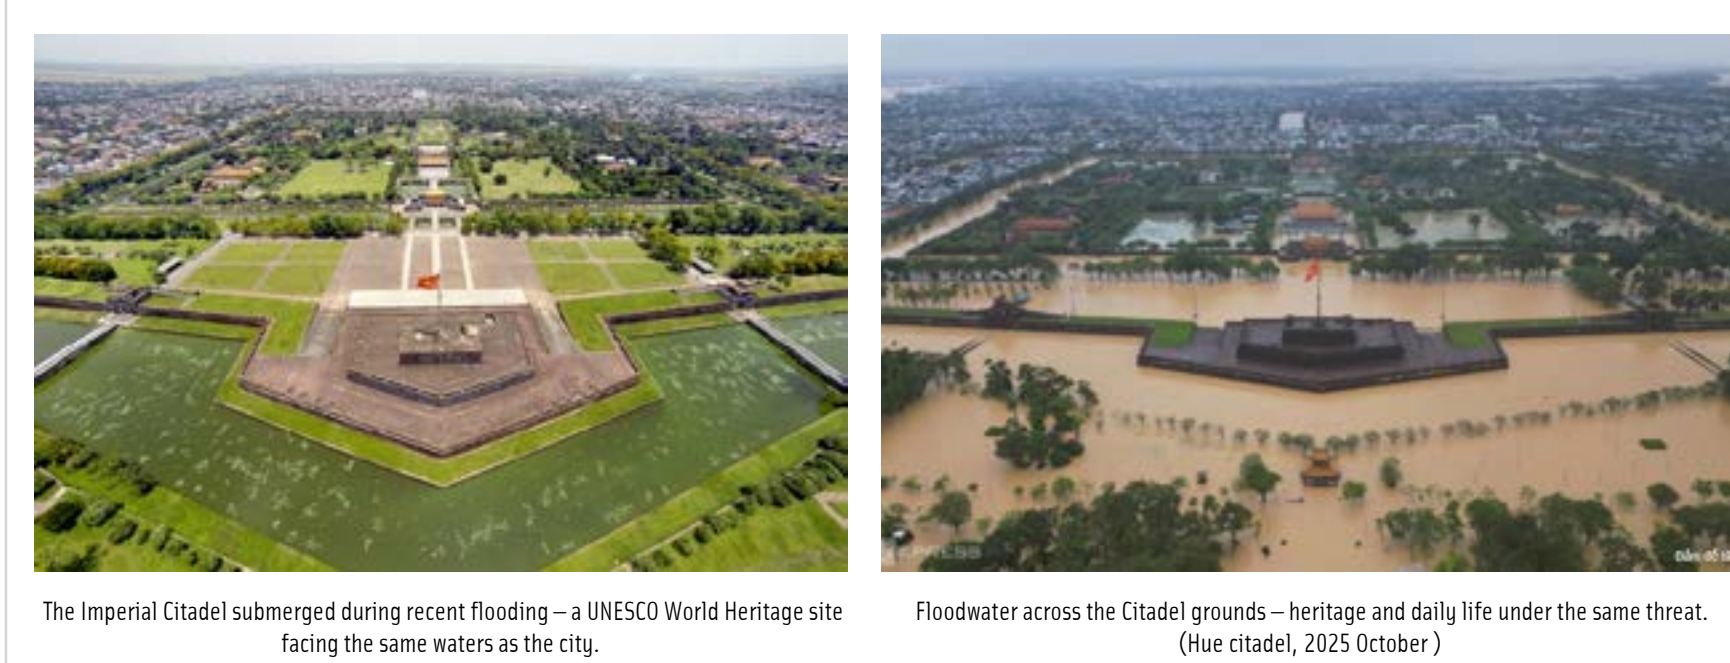 The Imperial Citadel submerged during recent flooding – a UNESCO World Heritage site
facing the same waters as the city.
Floodwater across the Citadel grounds – heritage and daily life under the same threat.
(Hue citadel, 2025 October )